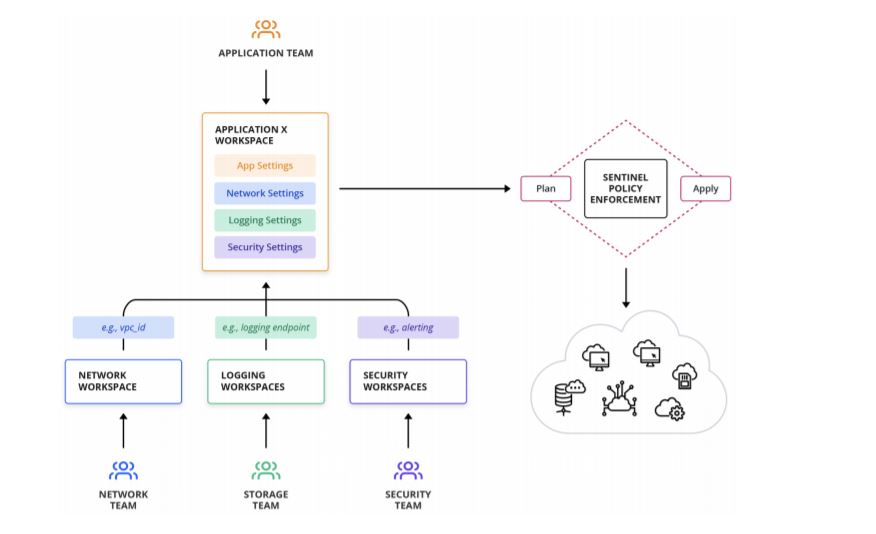 APPLICATION TEAM
APPLICATION X
WORKSPACE
App Settings
Network Settings
Logging Settings
Security Settings
Plan
SENTINEL
POLICY
ENFORCEMENT
Apply
e.g., vpc_id
e.g., logging endpoint
e.g., alerting
NETWORK
WORKSPACE
LOGGING
WORKSPACES
SECURITY
WORKSPACES
NETWORK
TEAM
STORAGE
TEAM
SECURITY
TEAM